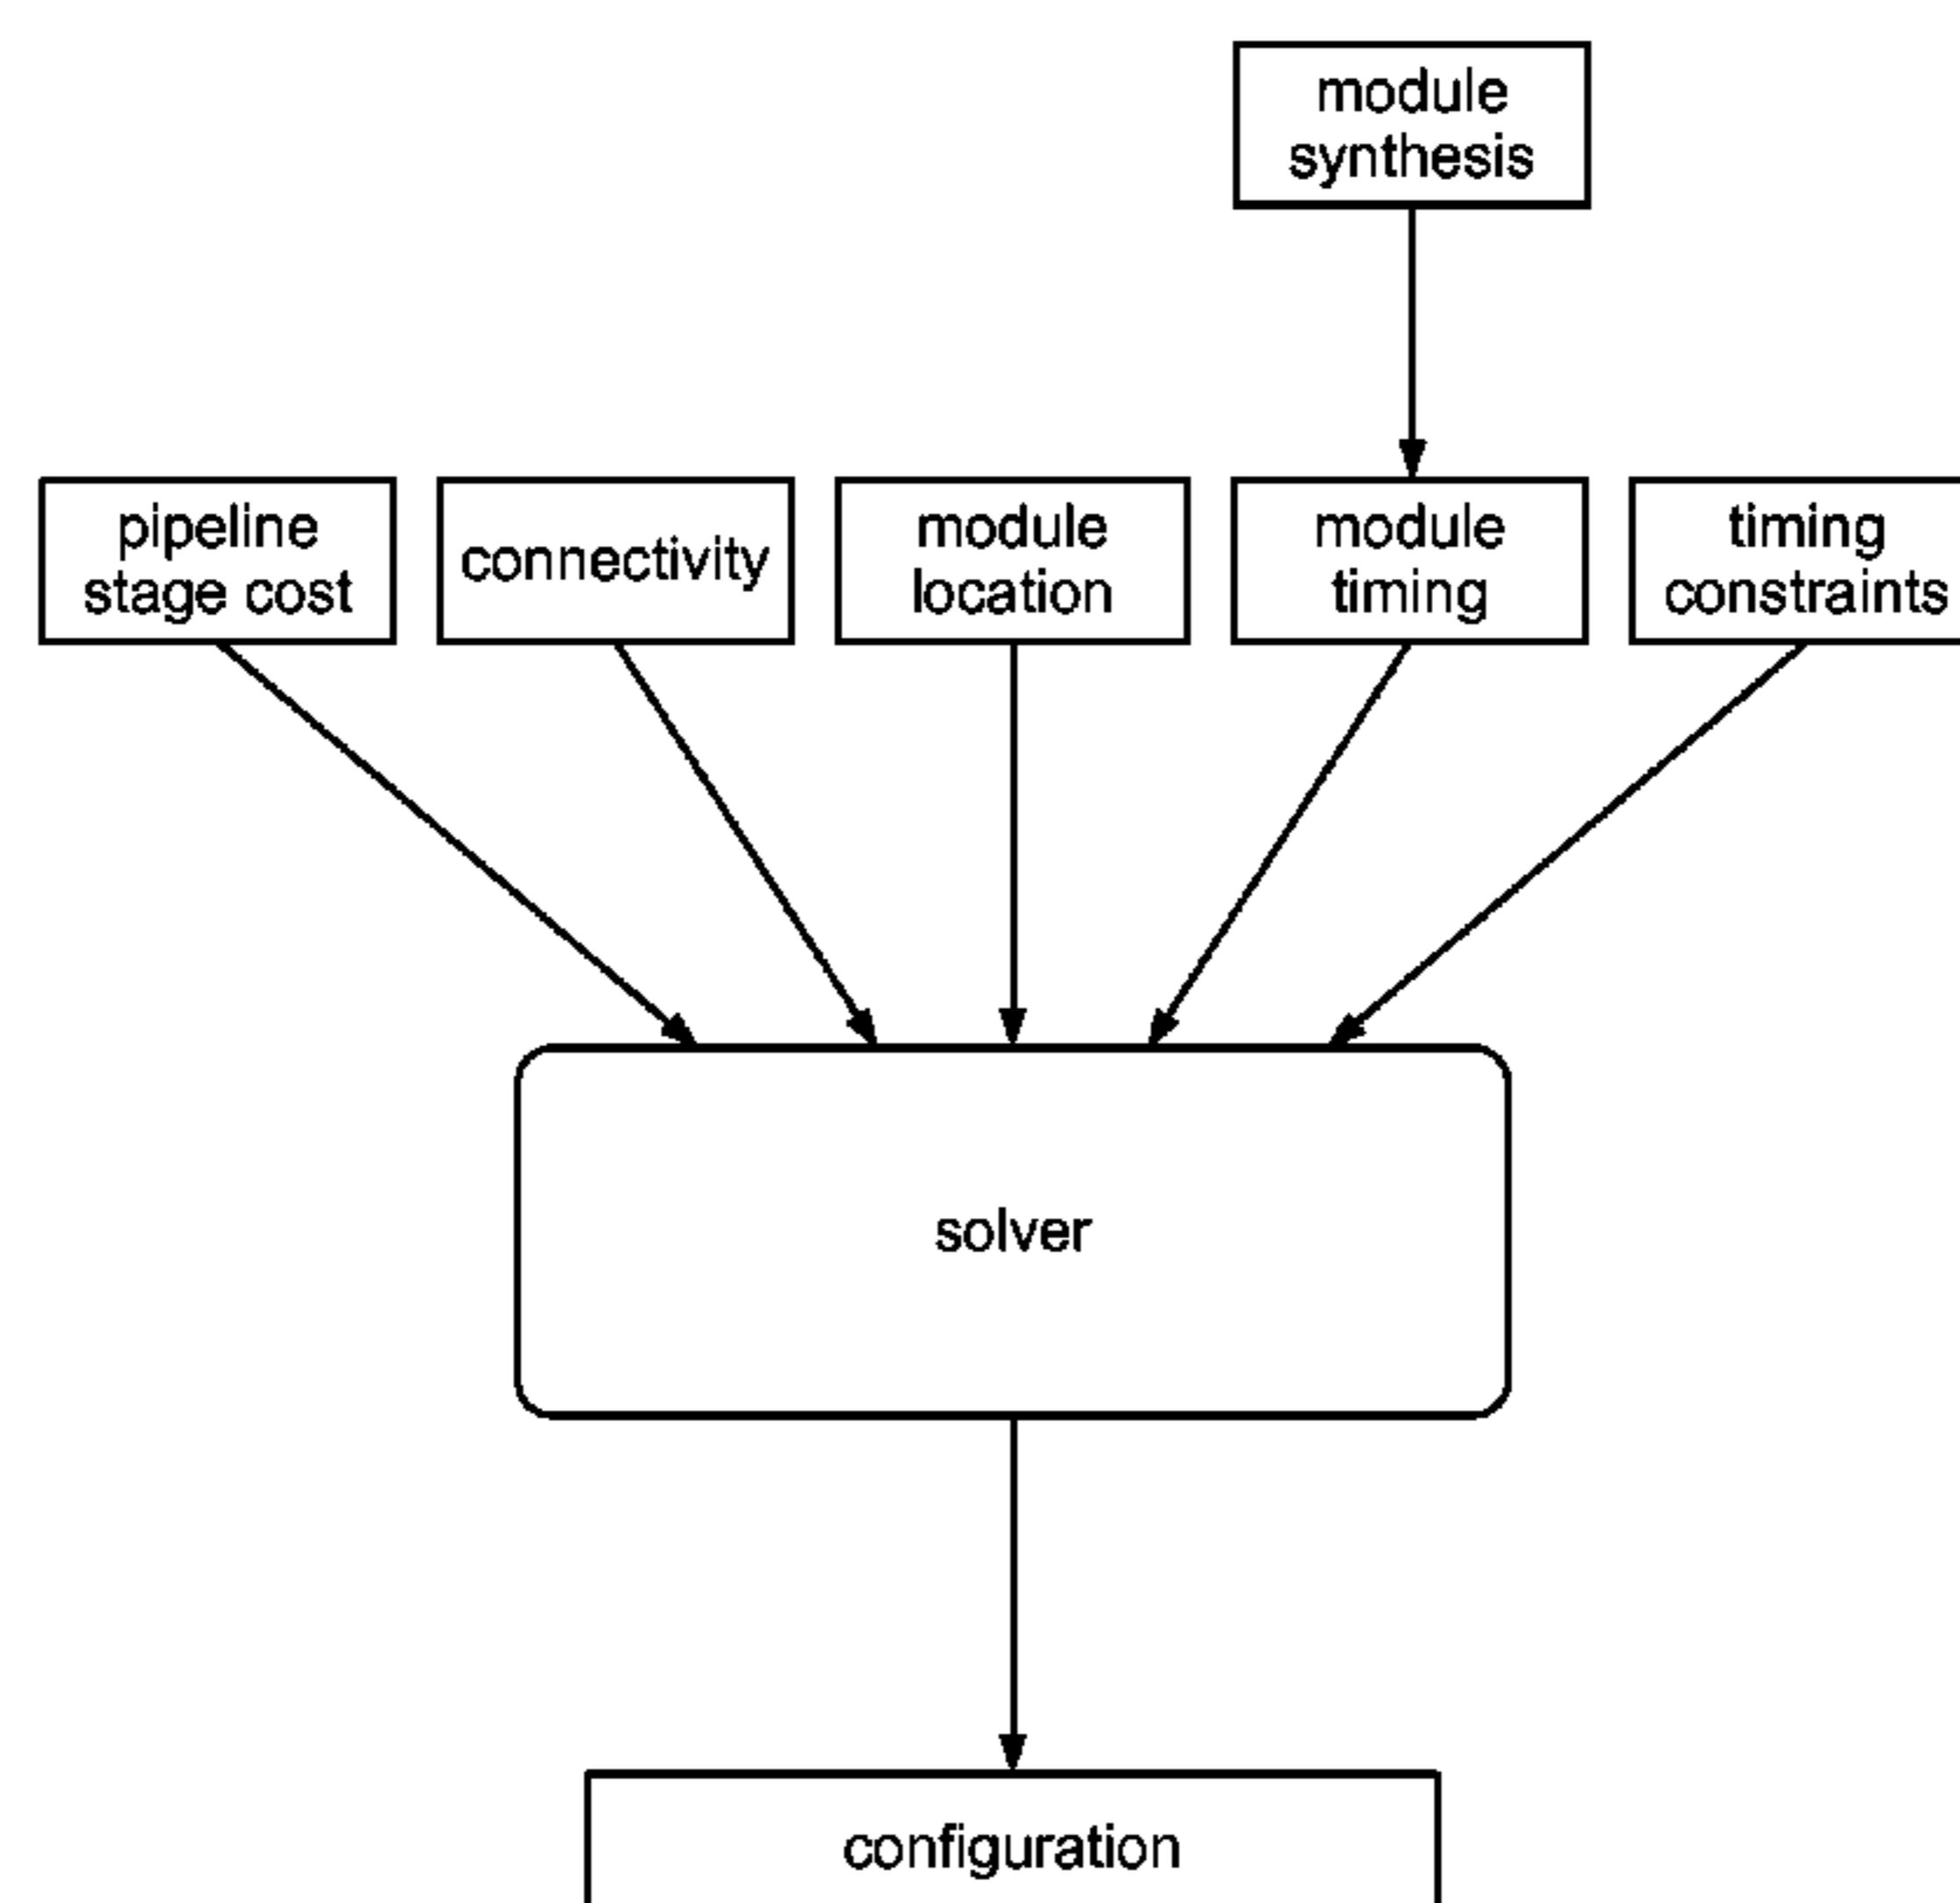 module
synthesis
pipeline
stage cost
connectivity
module
location
module
timing
timing
constraints
solver
configuration